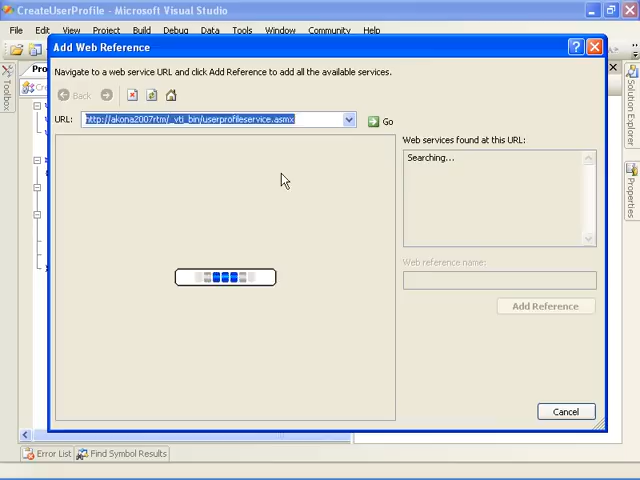 CreateUserProfile - Microsoft Visual Studio
File Edit View Project Build Debug Data Tools Window Community Help
Add Web Reference
Navigate to a web service URL and click Add Reference to add all the available services.
Back
URL: http://akona2007rtm/_vti_bin/userprofileservice.asmx Go
Web services found at this URL:
Searching...
Web reference name:
Add Reference
Cancel
Toolbox
Solution Explorer
Properties
Error List Find Symbol Results